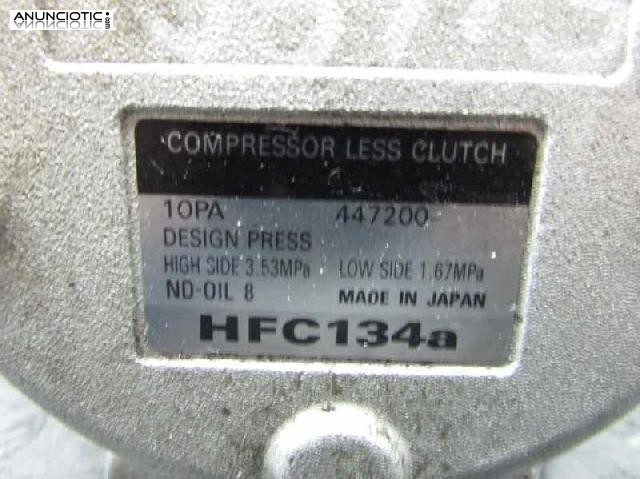 ANUNCIOTIC
COMPRESSOR LESS CLUTCH
10PA 447200-
DESIGN PRESS
HIGH SIDE 3.53MPa LOW SIDE 1.67MPa
ND-OIL 8 MADE IN JAPAN
HFC134a